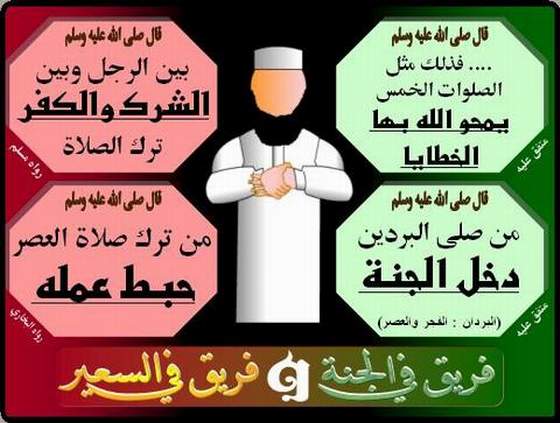 قال صلى الله عليه وسلم
.... فذلك مثل
الصلوات الخمس
يمحو الله بها
الخطايا
متفق عليه
قال صلى الله عليه وسلم
بين الرجل وبين
الشرك والكفر
ترك الصلاة
رواه مسلم
قال صلى الله عليه وسلم
من صلى البردين
دخل الجنة
(البردان : الفجر والعصر)
متفق عليه
قال صلى الله عليه وسلم
من ترك صلاة العصر
حبط عمله
رواه البخاري
فريق في الجنة و فريق في السعير